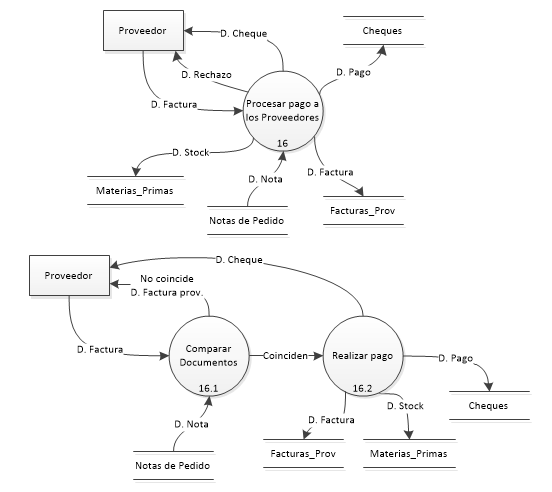 Proveedor
D. Cheque
Cheques
D. Rechazo
D. Pago
D. Factura
Procesar pago a
los Proveedores
16
D. Stock
D. Nota
D. Factura
Materias_Primas
Notas de Pedido
Facturas_Prov
Proveedor
D. Cheque
No coincide
D. Factura prov.
D. Factura
Comparar
Documentos
16.1
Coinciden
Realizar pago
16.2
D. Pago
D. Nota
D. Factura
D. Stock
Cheques
Notas de Pedido
Facturas_Prov
Materias_Primas